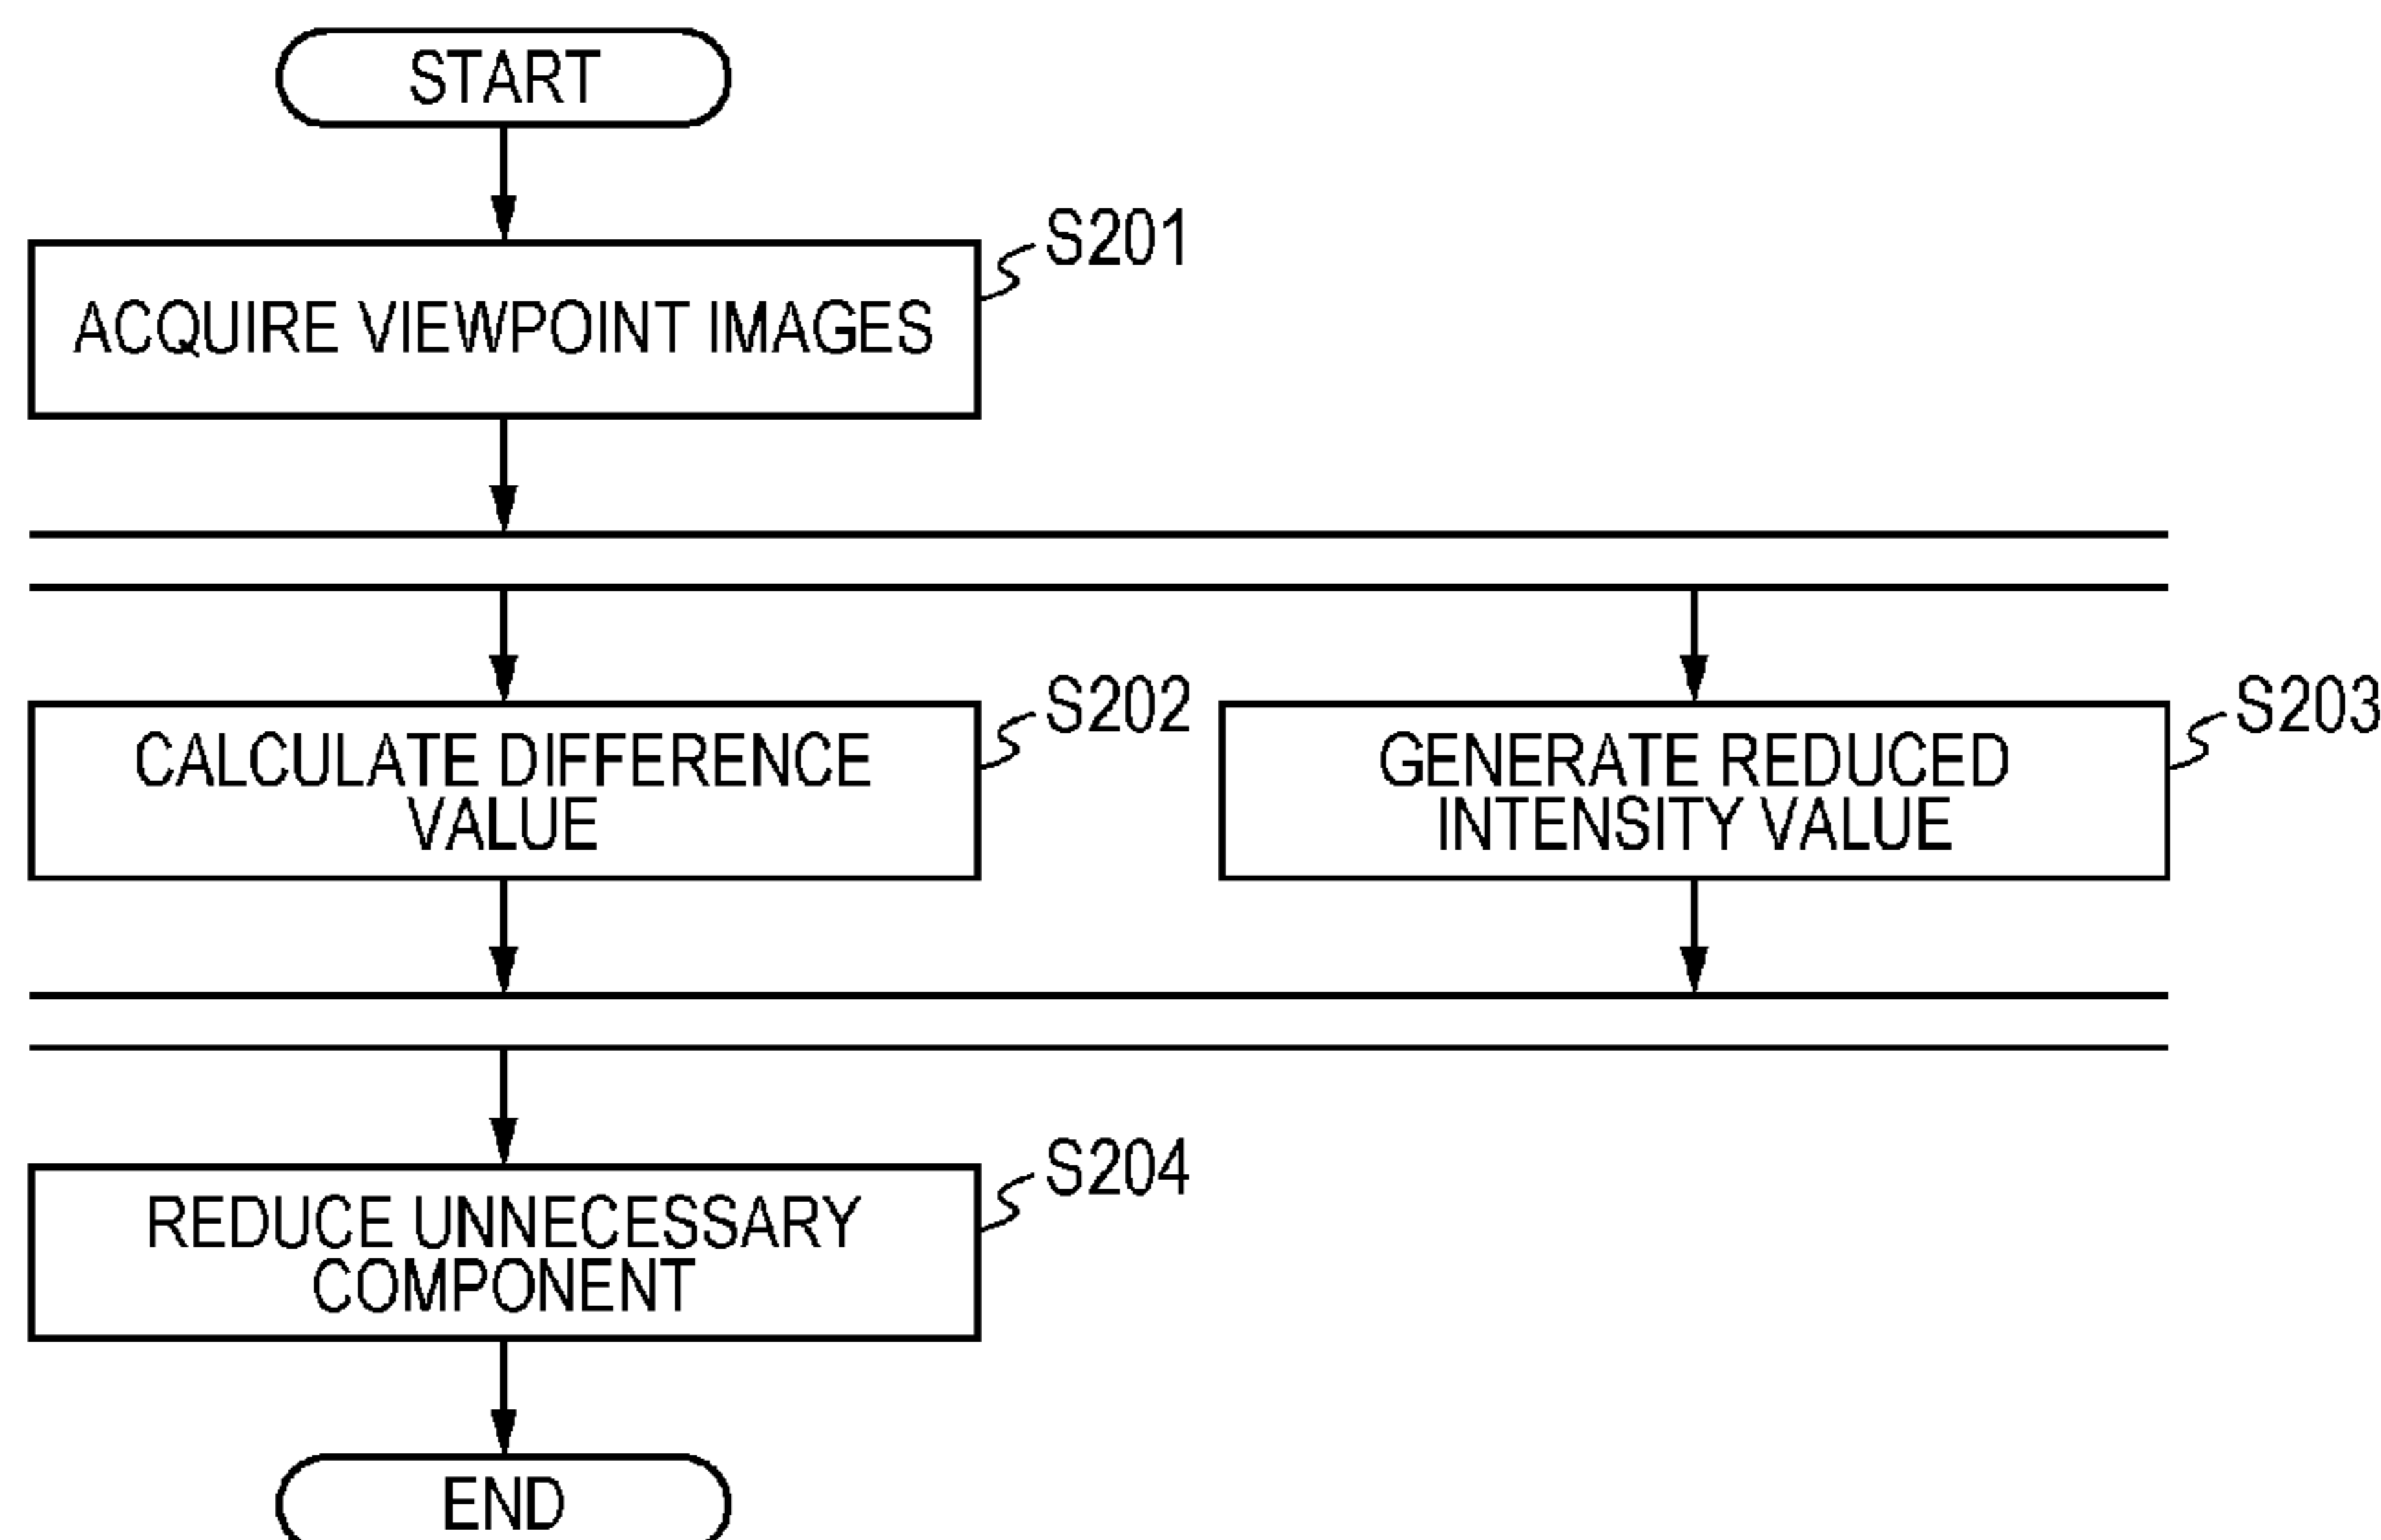 START
S201
ACQUIRE VIEWPOINT IMAGES
S202
CALCULATE DIFFERENCE
VALUE
S203
GENERATE REDUCED
INTENSITY VALUE
S204
REDUCE UNNECESSARY
COMPONENT
END